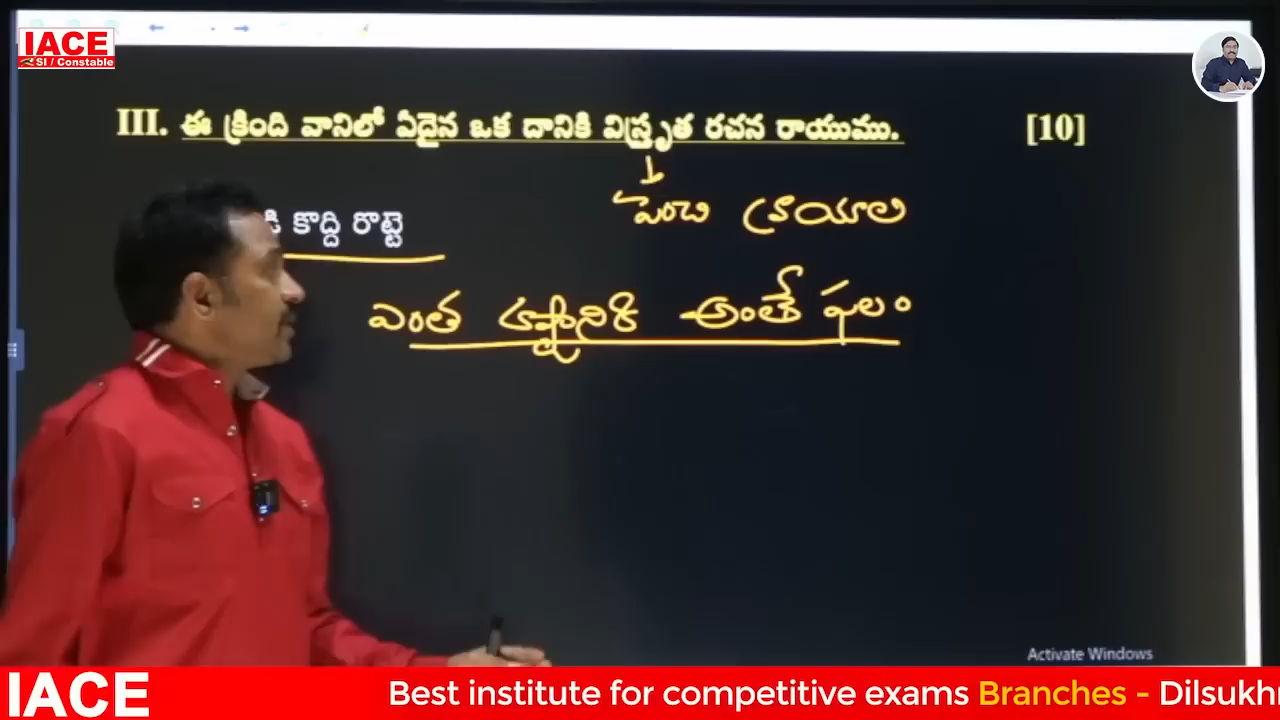 IACE
SI / Constable
III. ఈ క్రింది వానిలో ఏదైన ఒక దానికి విస్తృత రచన రాయుము. [10]
పెంచి వ్రాయాలి
కొద్ది రొట్టె
ఎంత కష్టానికి అంతే ఫలం
Activate Windows
IACE Best institute for competitive exams Branches - Dilsukh